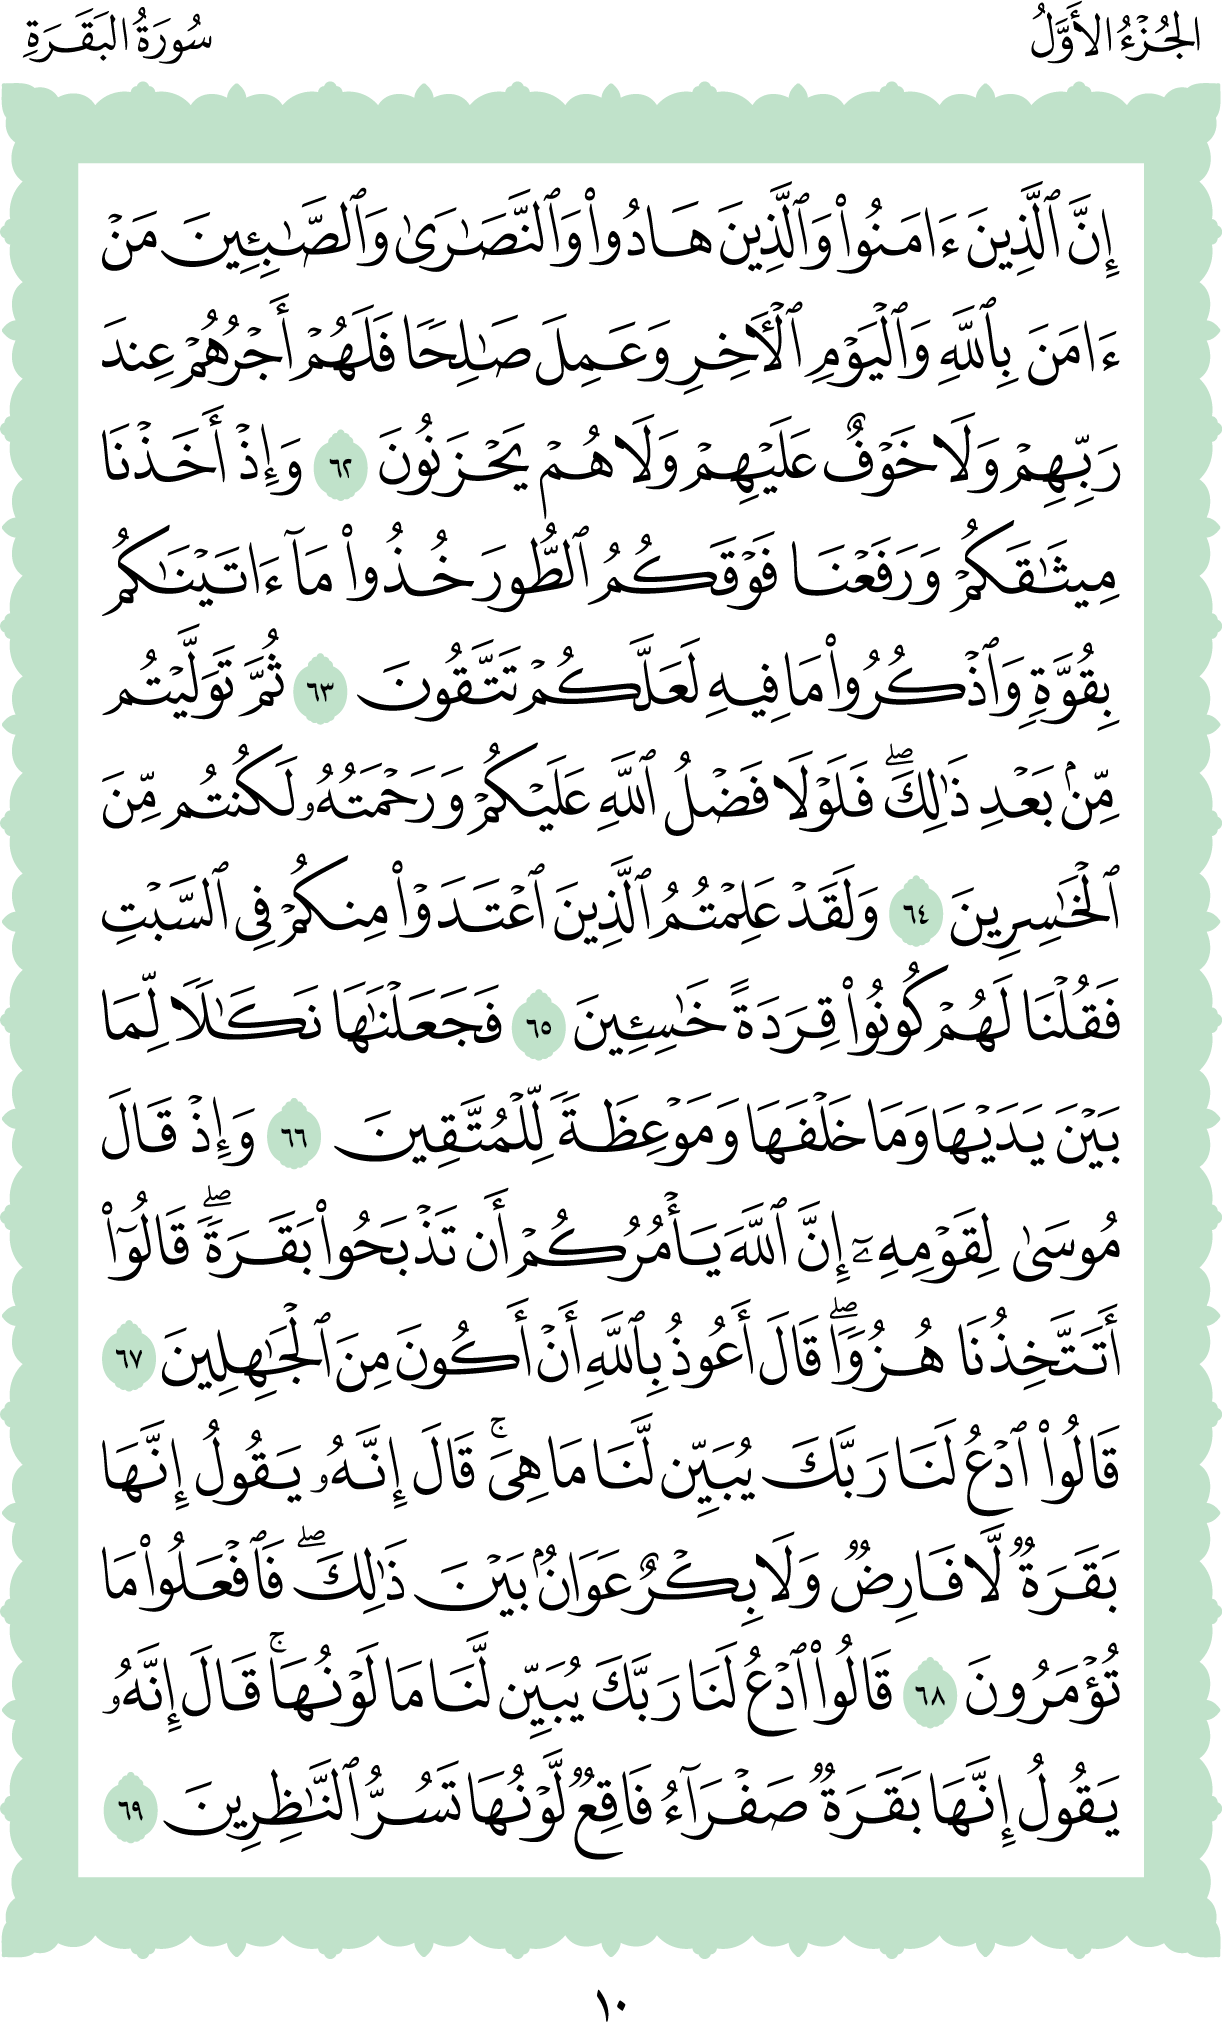 الجُزْءُ الأَوَّلُ
سُورَةُ البَقَرَةِ
إِنَّ ٱلَّذِينَ ءَامَنُوا۟ وَٱلَّذِينَ هَادُوا۟ وَٱلنَّصَٰرَىٰ وَٱلصَّٰبِـِٔينَ مَنْ
ءَامَنَ بِٱللَّهِ وَٱلْيَوْمِ ٱلْـَٔاخِرِ وَعَمِلَ صَٰلِحًا فَلَهُمْ أَجْرُهُمْ عِندَ
رَبِّهِمْ وَلَا خَوْفٌ عَلَيْهِمْ وَلَا هُمْ يَحْزَنُونَ ٦٢ وَإِذْ أَخَذْنَا
مِيثَٰقَكُمْ وَرَفَعْنَا فَوْقَكُمُ ٱلطُّورَ خُذُوا۟ مَآ ءَاتَيْنَٰكُم
بِقُوَّةٍ وَٱذْكُرُوا۟ مَا فِيهِ لَعَلَّكُمْ تَتَّقُونَ ٦٣ ثُمَّ تَوَلَّيْتُم
مِّنۢ بَعْدِ ذَٰلِكَ ۖ فَلَوْلَا فَضْلُ ٱللَّهِ عَلَيْكُمْ وَرَحْمَتُهُۥ لَكُنتُم مِّنَ
ٱلْخَٰسِرِينَ ٦٤ وَلَقَدْ عَلِمْتُمُ ٱلَّذِينَ ٱعْتَدَوْا۟ مِنكُمْ فِى ٱلسَّبْتِ
فَقُلْنَا لَهُمْ كُونُوا۟ قِرَدَةً خَٰسِـِٔينَ ٦٥ فَجَعَلْنَٰهَا نَكَٰلًا لِّمَا
بَيْنَ يَدَيْهَا وَمَا خَلْفَهَا وَمَوْعِظَةً لِّلْمُتَّقِينَ ٦٦ وَإِذْ قَالَ
مُوسَىٰ لِقَوْمِهِۦٓ إِنَّ ٱللَّهَ يَأْمُرُكُمْ أَن تَذْبَحُوا۟ بَقَرَةً ۖ قَالُوٓا۟
أَتَتَّخِذُنَا هُزُوًا ۖ قَالَ أَعُوذُ بِٱللَّهِ أَنْ أَكُونَ مِنَ ٱلْجَٰهِلِينَ ٦٧
قَالُوا۟ ٱدْعُ لَنَا رَبَّكَ يُبَيِّن لَّنَا مَا هِىَ ۚ قَالَ إِنَّهُۥ يَقُولُ إِنَّهَا
بَقَرَةٌ لَّا فَارِضٌ وَلَا بِكْرٌ عَوَانٌۢ بَيْنَ ذَٰلِكَ ۖ فَٱفْعَلُوا۟ مَا
تُؤْمَرُونَ ٦٨ قَالُوا۟ ٱدْعُ لَنَا رَبَّكَ يُبَيِّن لَّنَا مَا لَوْنُهَا ۚ قَالَ إِنَّهُۥ
يَقُولُ إِنَّهَا بَقَرَةٌ صَفْرَآءُ فَاقِعٌ لَّوْنُهَا تَسُرُّ ٱلنَّٰظِرِينَ ٦٩
١٠